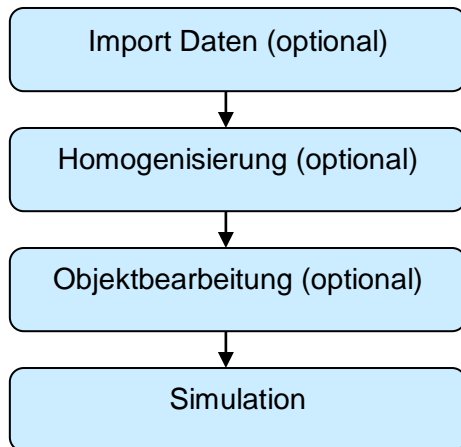 Import Daten (optional)
Homogenisierung (optional)
Objektbearbeitung (optional)
Simulation